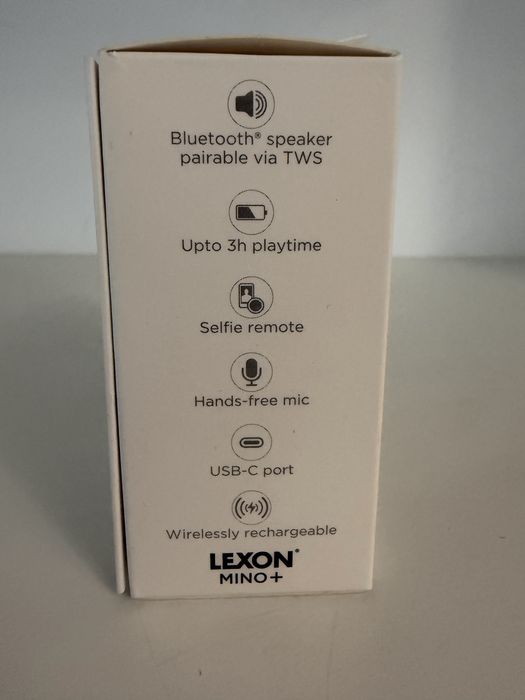 Bluetooth® speaker
pairable via TWS
Upto 3h playtime
Selfie remote
Hands-free mic
USB-C port
Wirelessly rechargeable
LEXON®
MINO+